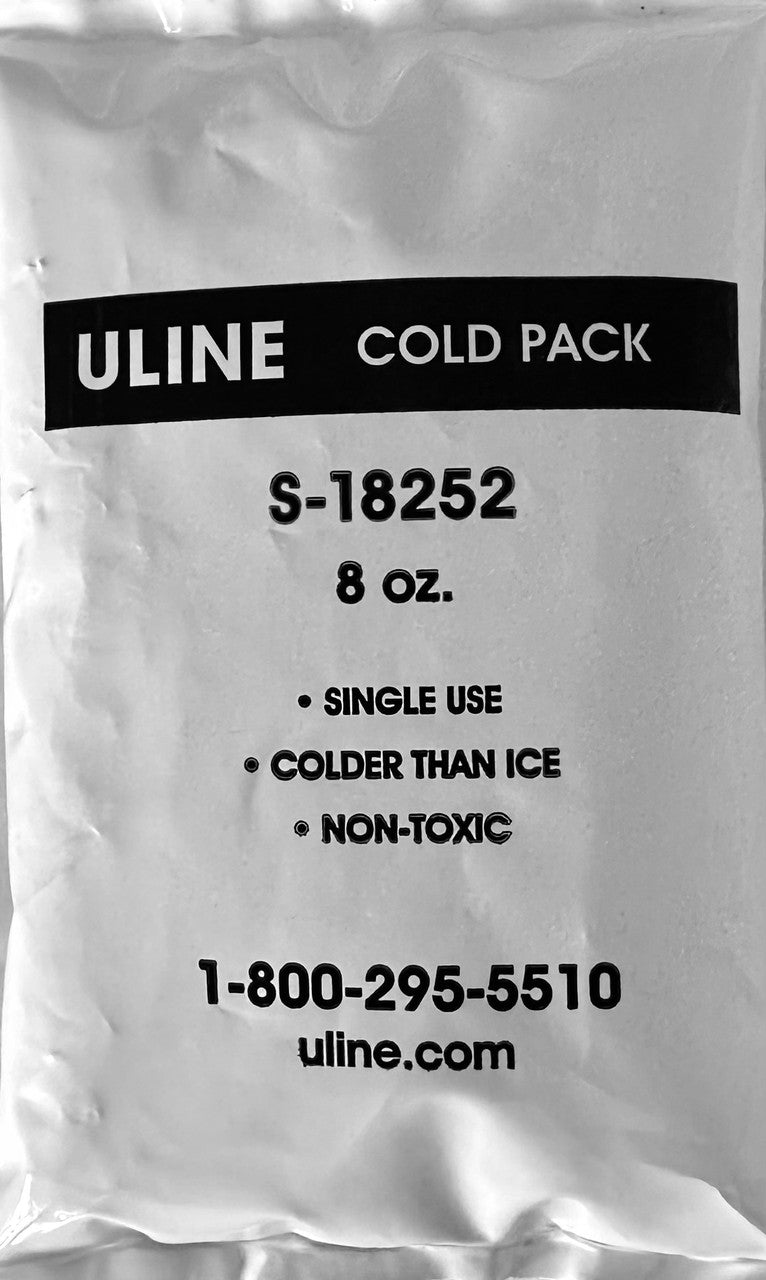 ULINE COLD PACK
S-18252
8 oz.
• SINGLE USE
• COLDER THAN ICE
• NON-TOXIC
1-800-295-5510
uline.com